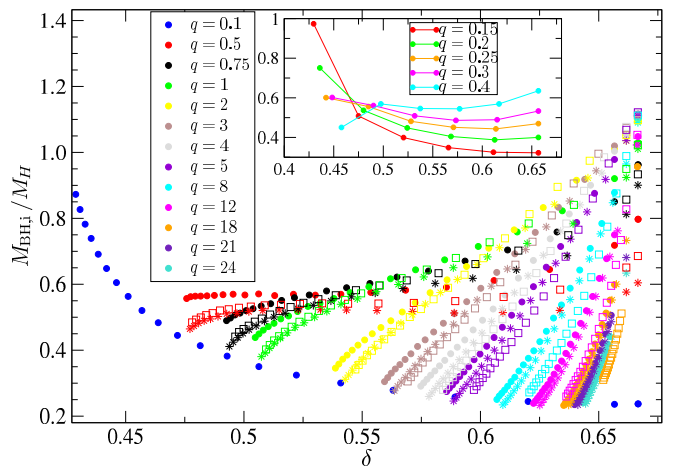 1.4
1.2
1.0
0.8
0.6
0.4
0.2
M_BH,i/M_H
0.45
0.5
0.55
0.6
0.65
δ
q = 0.1
q = 0.5
q = 0.75
q = 1
q = 2
q = 3
q = 4
q = 5
q = 8
q = 12
q = 18
q = 21
q = 24
1
0.8
0.6
0.4
0.4
0.45
0.5
0.55
0.6
0.65
q = 0.15
q = 0.2
q = 0.25
q = 0.3
q = 0.4